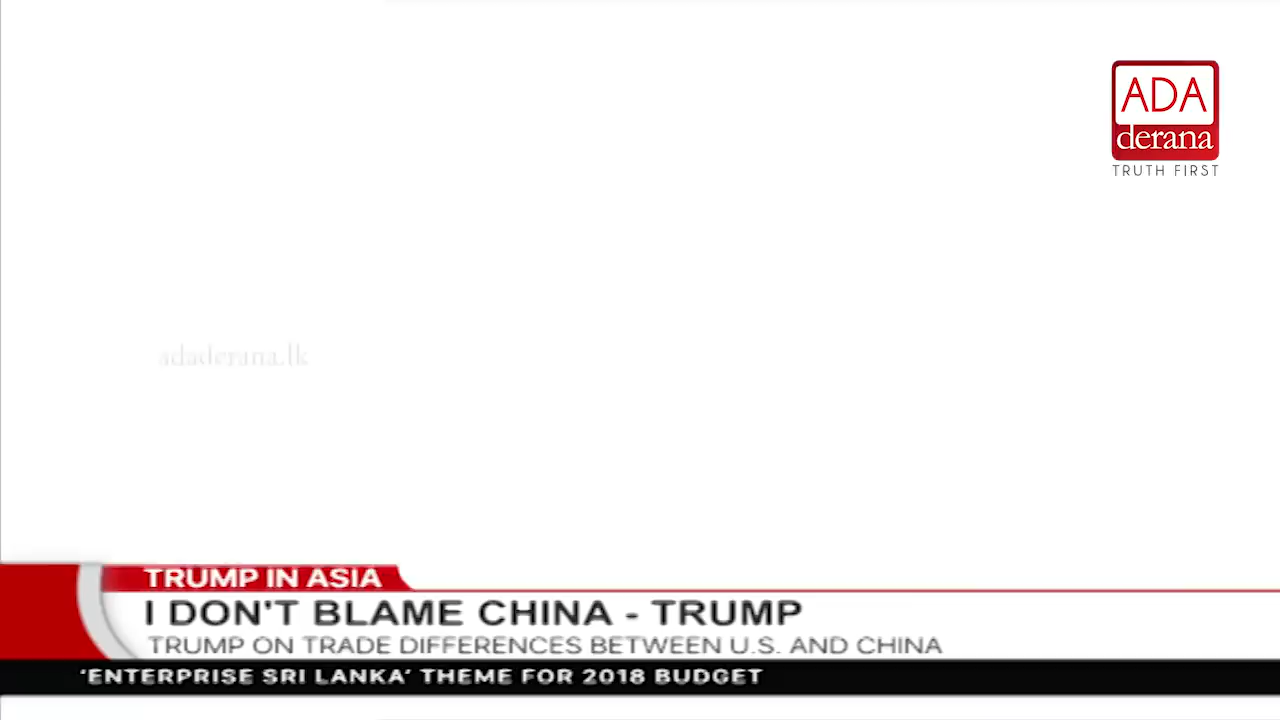 ADA
derana
TRUTH FIRST
adaderana.lk
TRUMP IN ASIA
I DON'T BLAME CHINA - TRUMP
TRUMP ON TRADE DIFFERENCES BETWEEN U.S. AND CHINA
‘ENTERPRISE SRI LANKA’ THEME FOR 2018 BUDGET